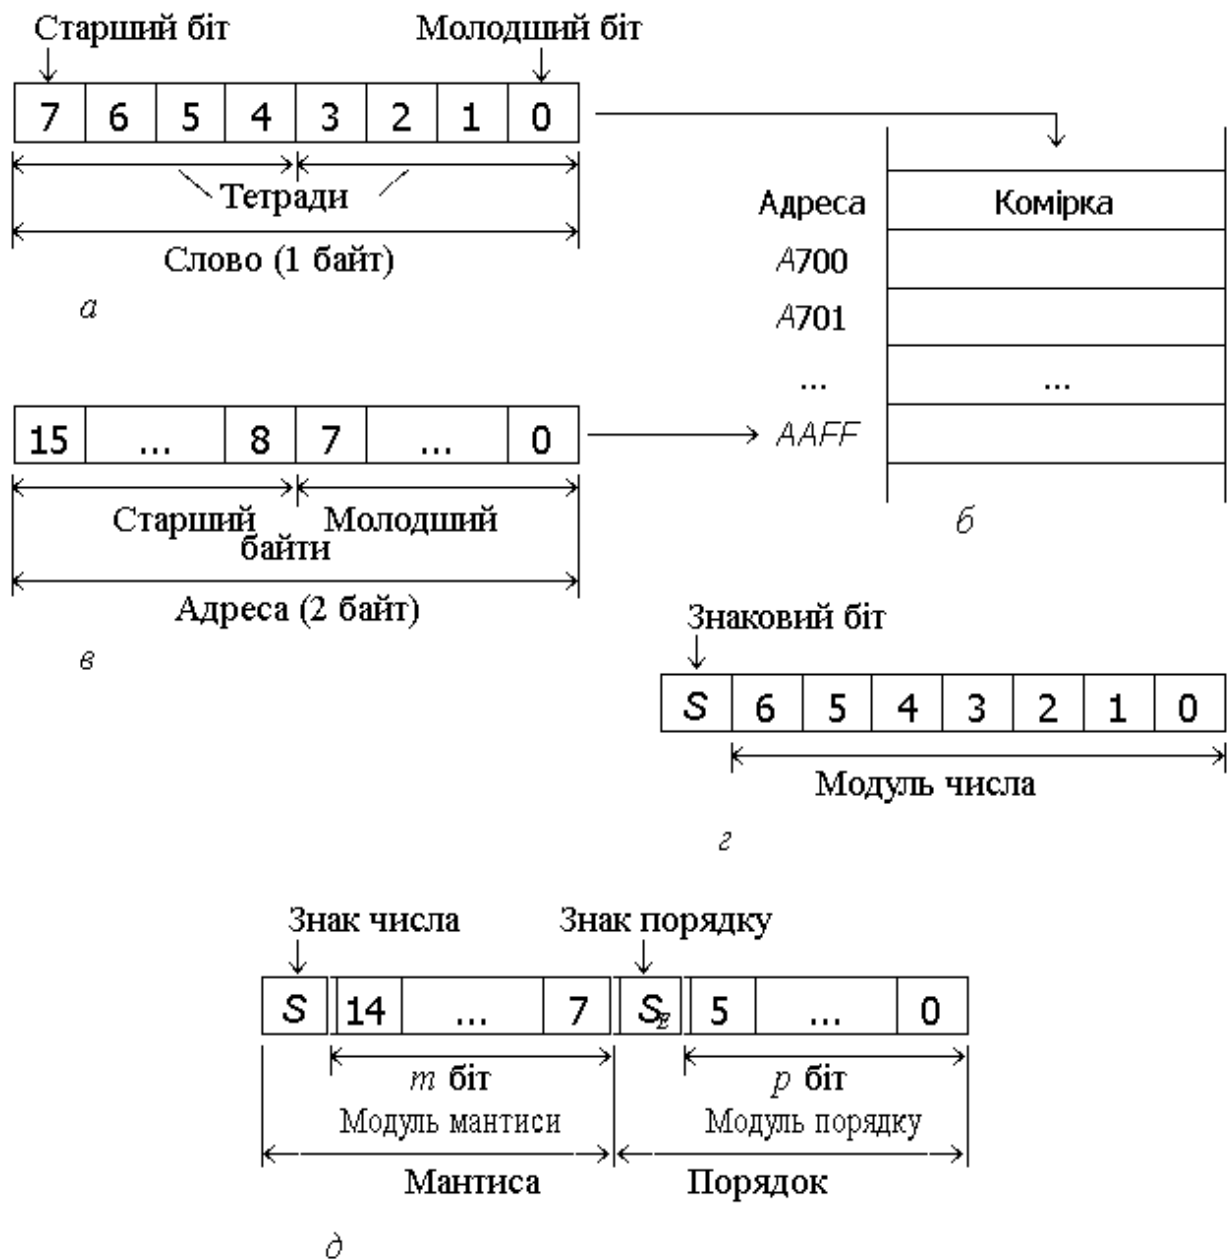 Старший біт Молодший біт
7 6 5 4 3 2 1 0
Тетради
Слово (1 байт)
а
Адреса Комірка
A700
A701
... ...
AAFF
б
15 ... 8 7 ... 0
Старший Молодший
байти
Адреса (2 байт)
в
Знаковий біт
S 6 5 4 3 2 1 0
Модуль числа
г
Знак числа Знак порядку
S 14 ... 7 SE 5 ... 0
m біт p біт
Модуль мантиси Модуль порядку
Мантиса Порядок
д